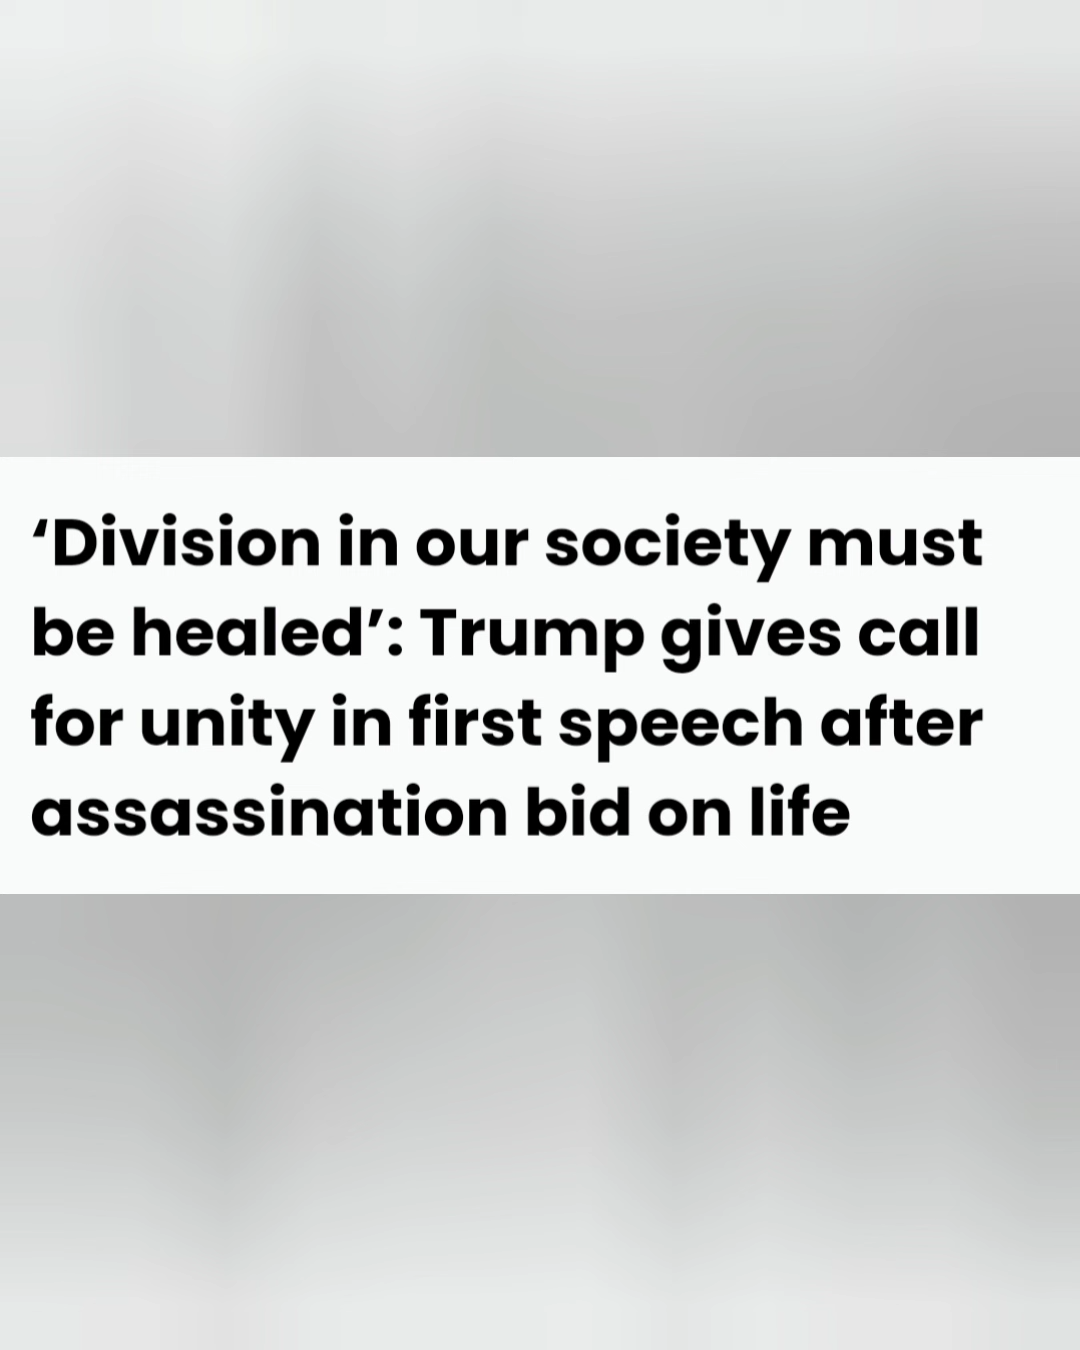 ‘Division in our society must
be healed’: Trump gives call
for unity in first speech after
assassination bid on life